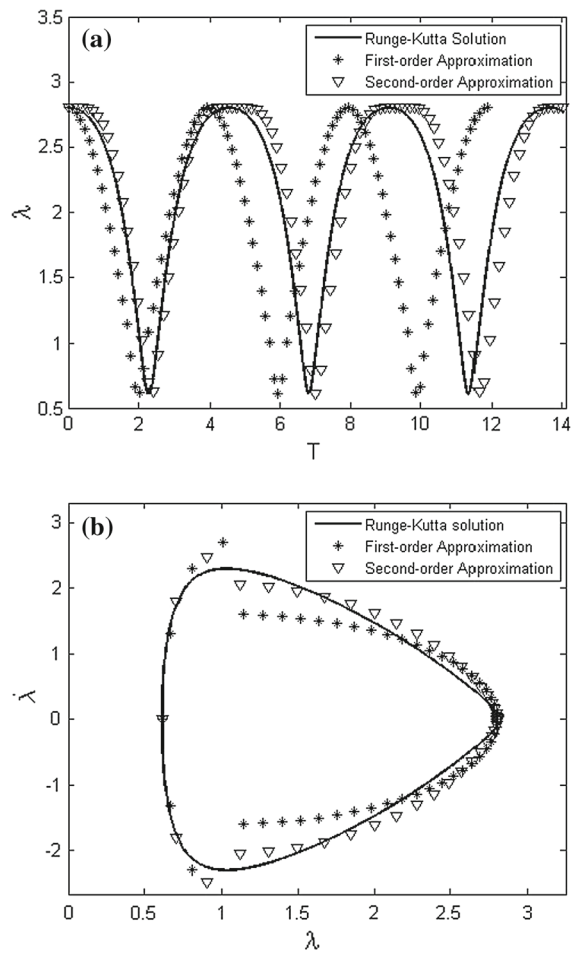 3.5
(a)
Runge-Kutta Solution
First-order Approximation
Second-order Approximation
3
2.5
λ
2
1.5
1
0.5
0 2 4 6 8 10 12 14
T
3
(b)
Runge-Kutta solution
First-order Approximation
Second-order Approximation
2
1
λ̇
0
-1
-2
0 0.5 1 1.5 2 2.5 3
λ